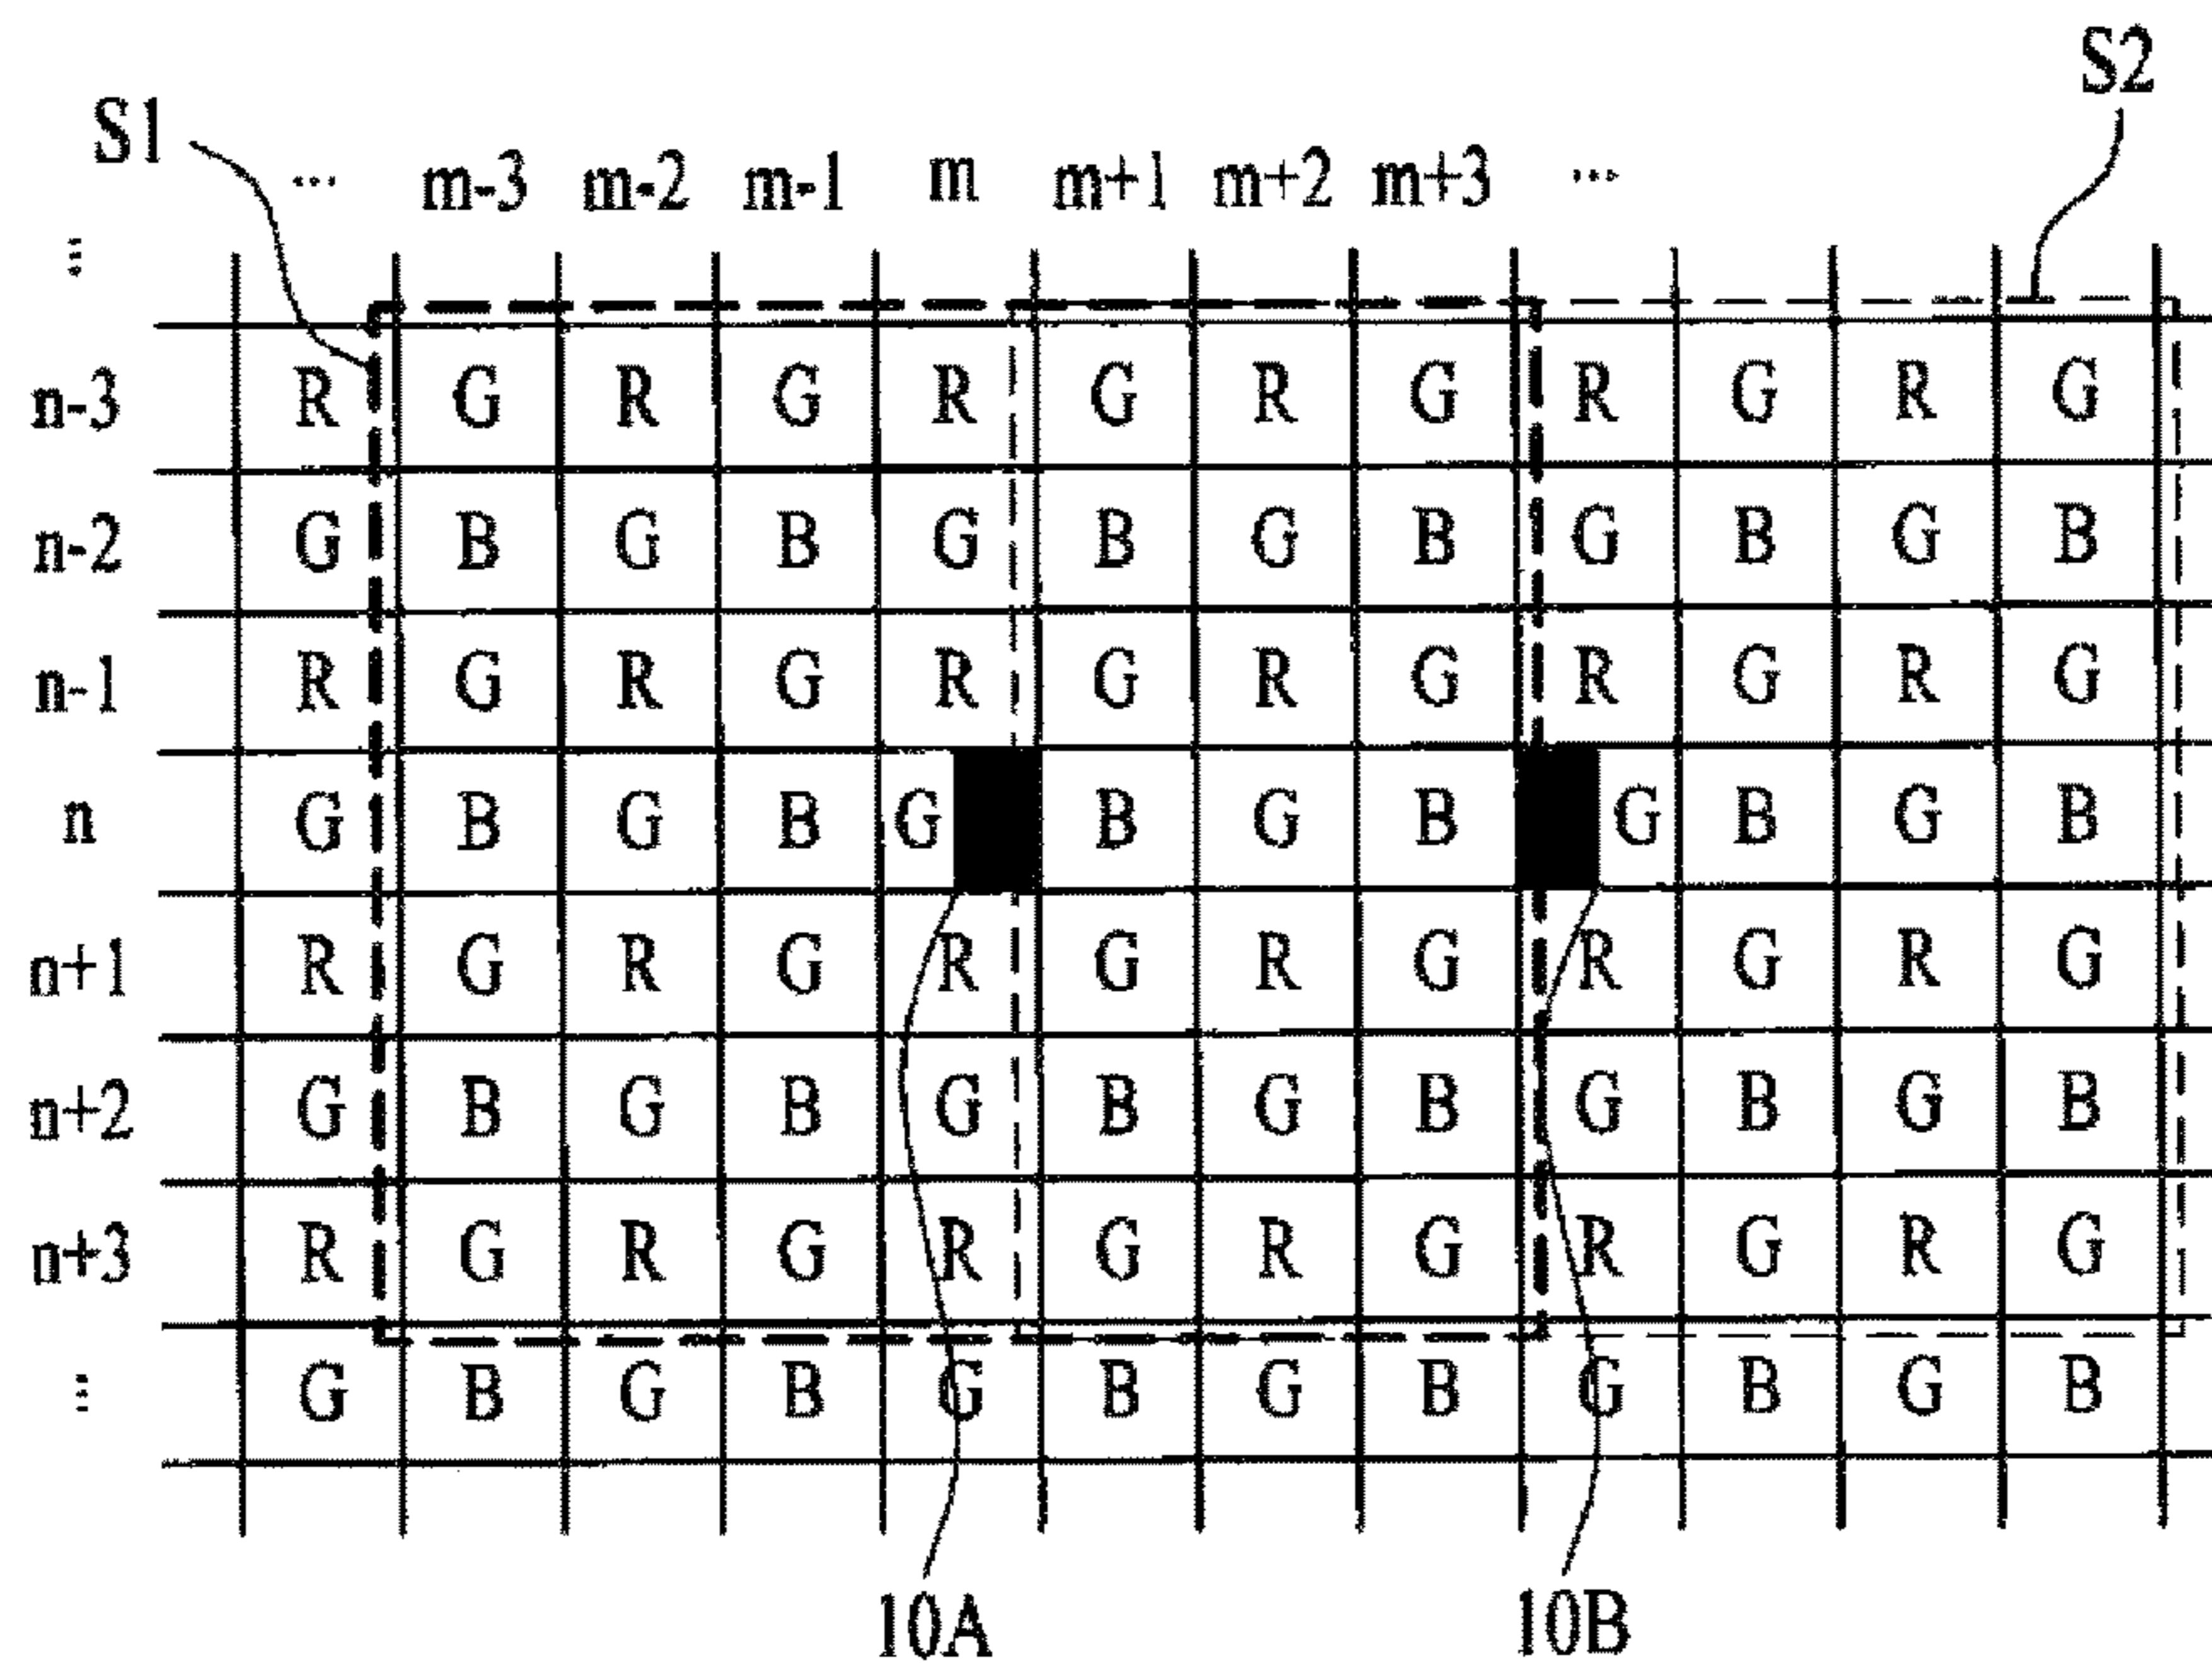 S2
S1
... m-3 m-2 m-1 m m+1 m+2 m+3 ...
...
n-3 R G R G R G R G R G R G
n-2 G B G B G B G B G B G B
n-1 R G R G R G R G R G R G
n G B G B G B G B G B G B
n+1 R G R G R G R G R G R G
n+2 G B G B G B G B G B G B
n+3 R G R G R G R G R G R G
... G B G B G B G B G B G B
10A 10B